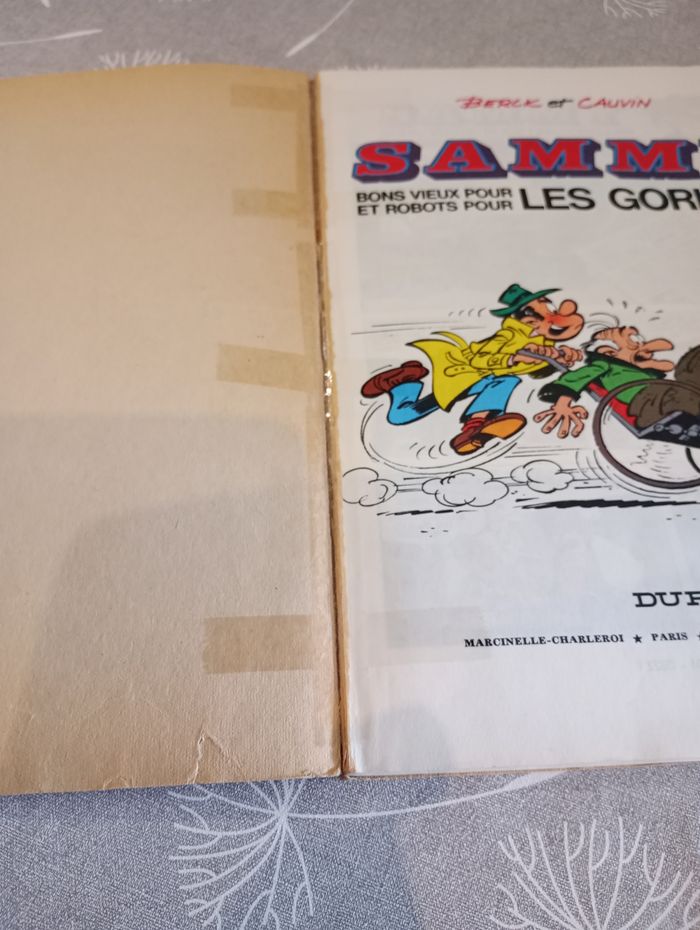 BERCK et CAUVIN
SAMM
BONS VIEUX POUR
ET ROBOTS POUR LES GOR
DUP
MARCINELLE-CHARLEROI ★ PARIS ★